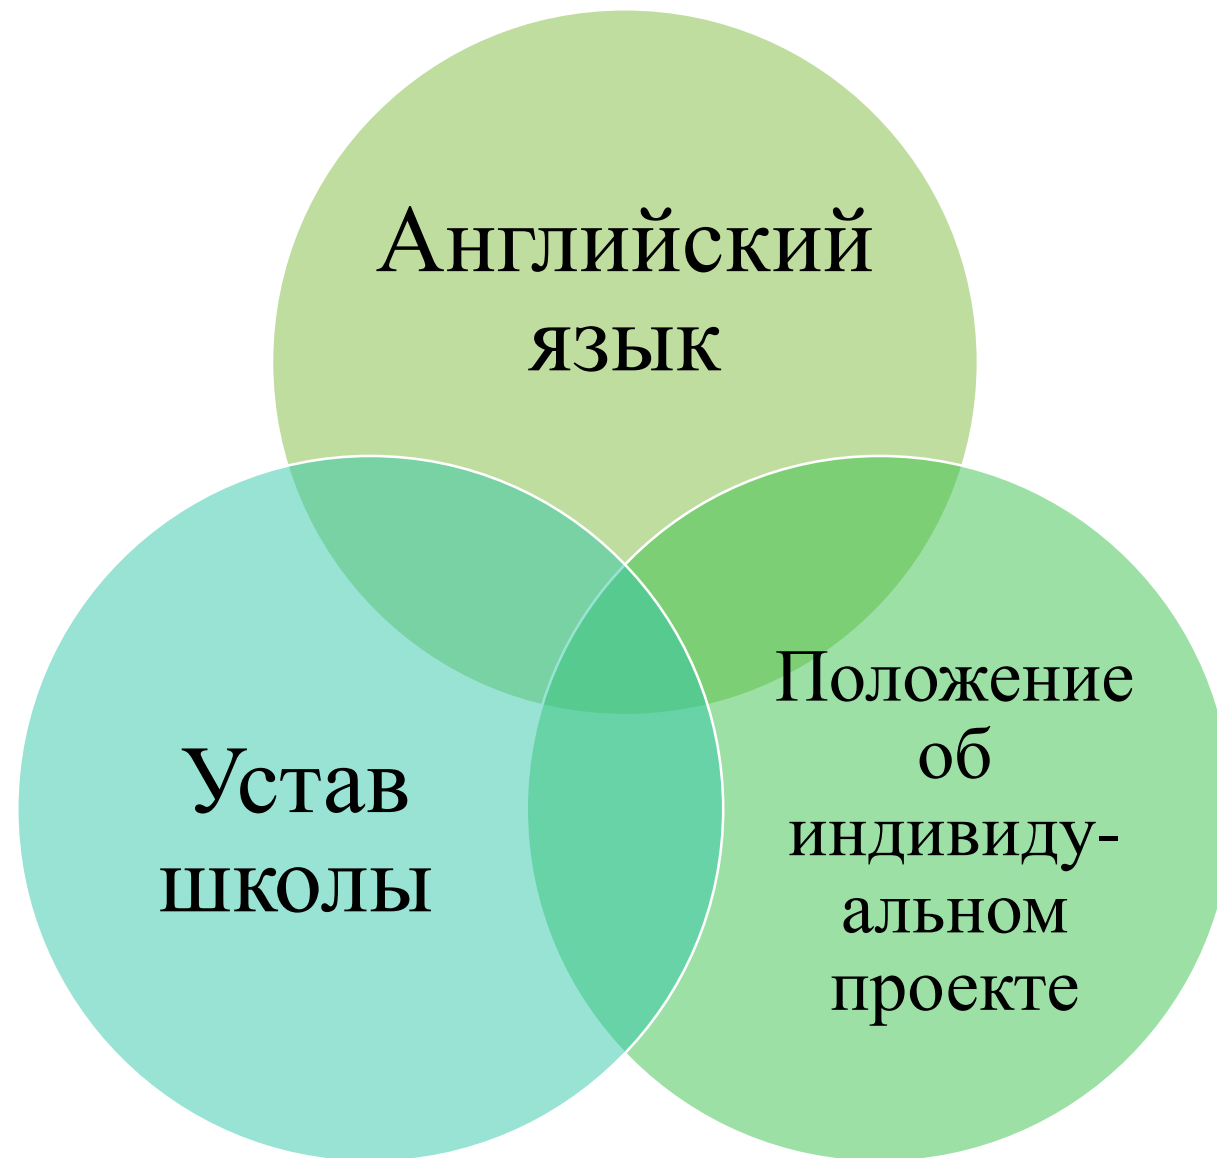 Английский
язык
Устав
школы
Положение
об
индивиду-
альном
проекте